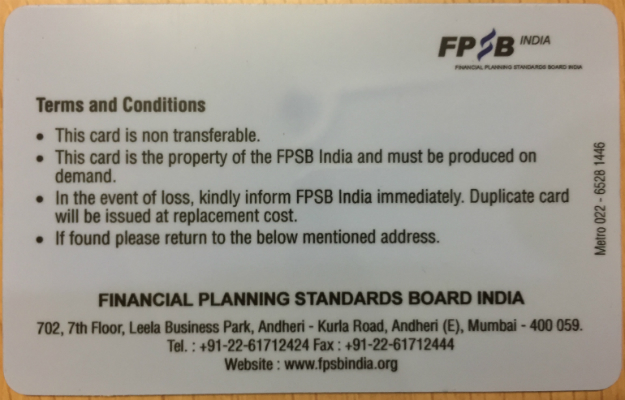 FPSB INDIA
FINANCIAL PLANNING STANDARDS BOARD INDIA
Terms and Conditions
• This card is non transferable.
• This card is the property of the FPSB India and must be produced on
demand.
• In the event of loss, kindly inform FPSB India immediately. Duplicate card
will be issued at replacement cost.
• If found please return to the below mentioned address.
Metro 022 - 6528 1446
FINANCIAL PLANNING STANDARDS BOARD INDIA
702, 7th Floor, Leela Business Park, Andheri - Kurla Road, Andheri (E), Mumbai - 400 059.
Tel. : +91-22-61712424 Fax : +91-22-61712444
Website : www.fpsbindia.org